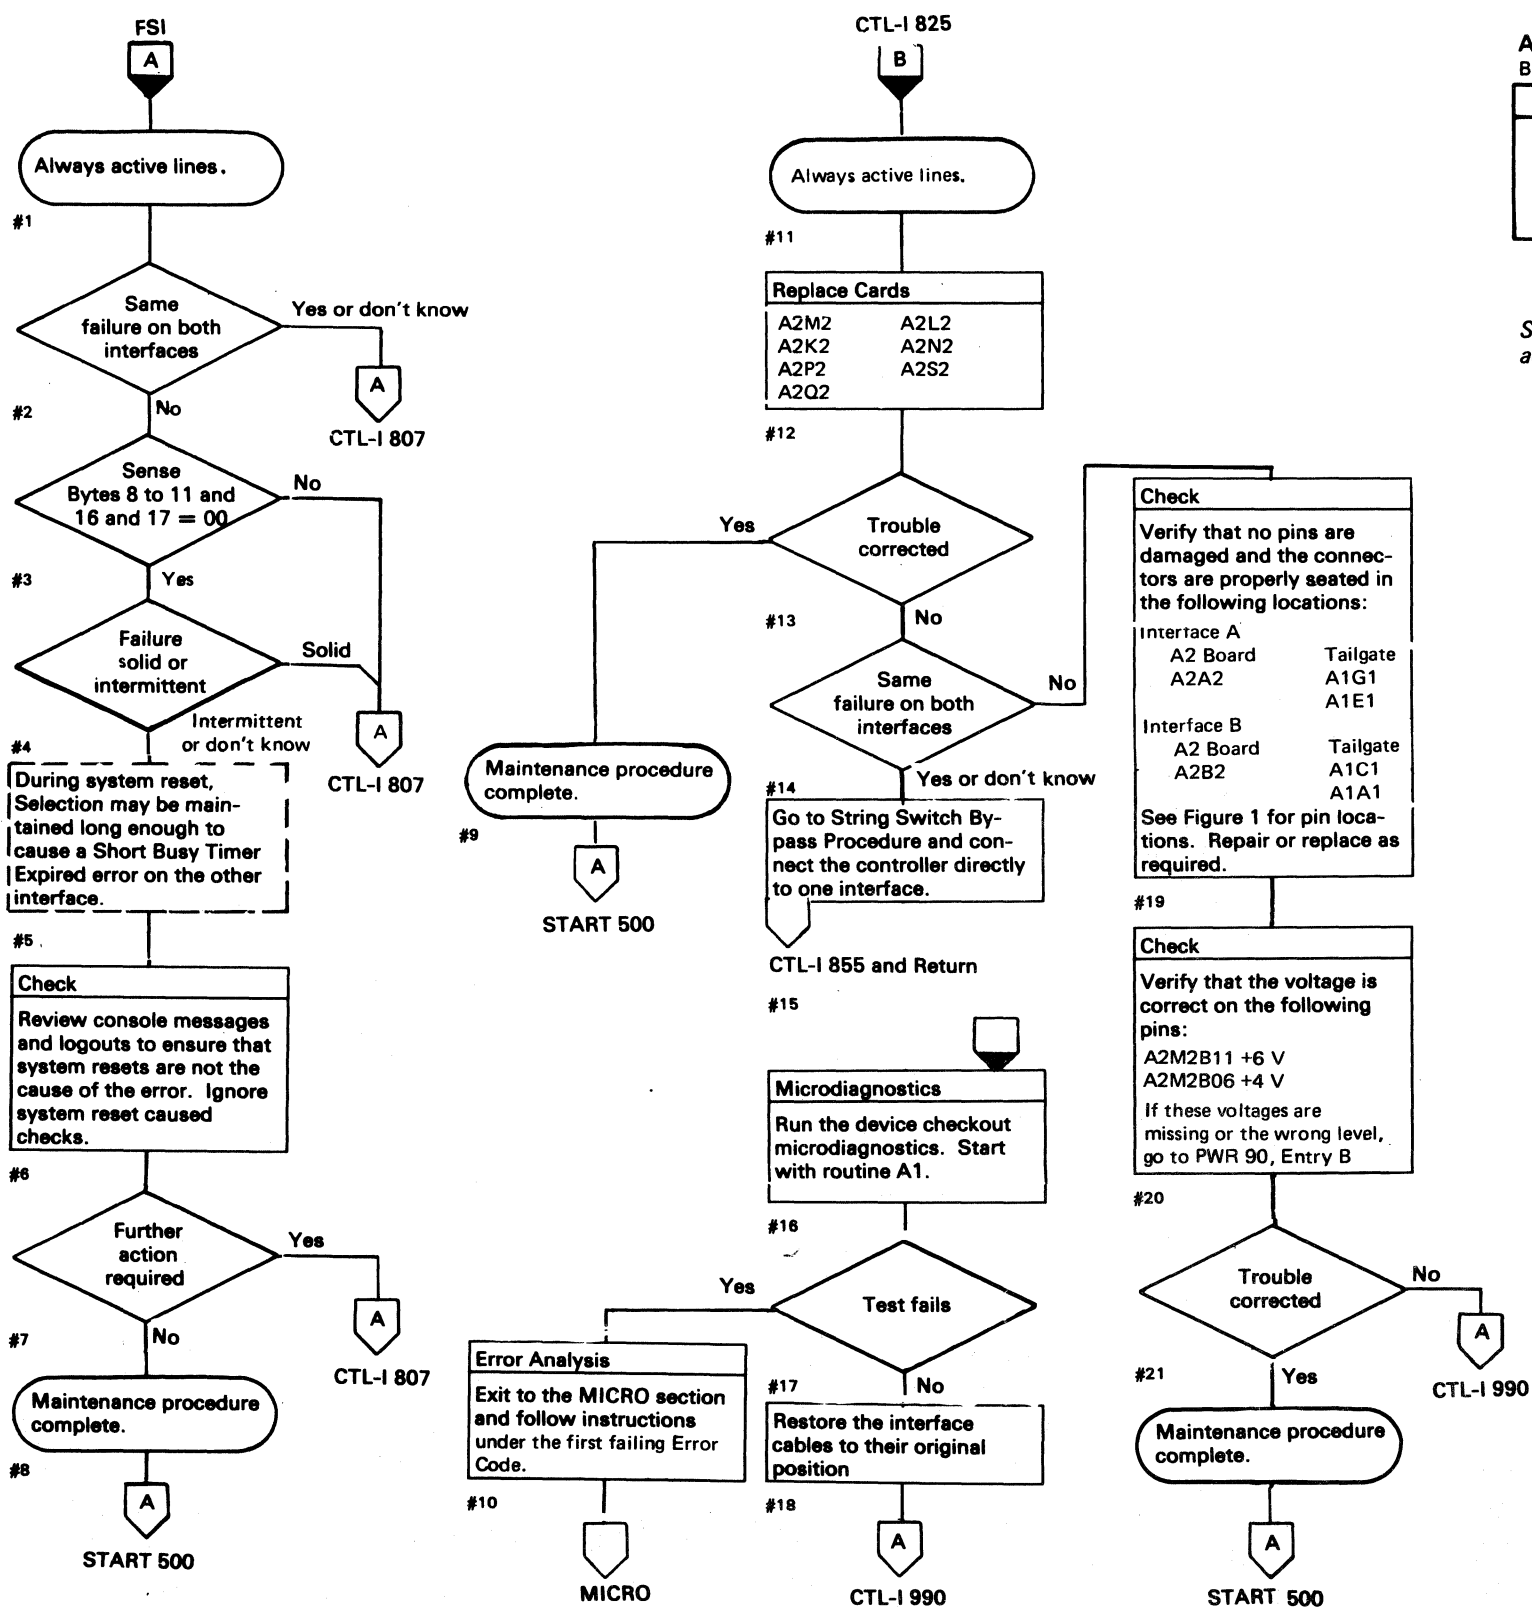 FSI
A
Always active lines.
#1
Same
failure on both
interfaces
Yes or don't know
A
CTL-I 807
#2
No
Sense
Bytes 8 to 11 and
16 and 17 = 00
No
#3
Yes
Failure
solid or
intermittent
Solid
Intermittent
or don't know
A
CTL-I 807
#4
During system reset,
Selection may be main-
tained long enough to
cause a Short Busy Timer
Expired error on the other
interface.
#5
Check
Review console messages
and logouts to ensure that
system resets are not the
cause of the error. Ignore
system reset caused
checks.
#6
Further
action
required
Yes
A
CTL-I 807
#7
No
Maintenance procedure
complete.
#8
A
START 500
CTL-I 825
B
Always active lines.
#11
Replace Cards
A2M2 A2L2
A2K2 A2N2
A2P2 A2S2
A2Q2
#12
Trouble
corrected
Yes
Maintenance procedure
complete.
#9
A
START 500
#13
No
Same
failure on both
interfaces
No
#14
Yes or don't know
Go to String Switch By-
pass Procedure and con-
nect the controller directly
to one interface.
CTL-I 855 and Return
#15
Microdiagnostics
Run the device checkout
microdiagnostics. Start
with routine A1.
#16
Test fails
Yes
Error Analysis
Exit to the MICRO section
and follow instructions
under the first failing Error
Code.
#10
MICRO
#17
No
Restore the interface
cables to their original
position
#18
A
CTL-I 990
Check
Verify that no pins are
damaged and the connec-
tors are properly seated in
the following locations:
Interface A
A2 Board Tailgate
A2A2 A1G1
A1E1
Interface B
A2 Board Tailgate
A2B2 A1C1
A1A1
See Figure 1 for pin loca-
tions. Repair or replace as
required.
#19
Check
Verify that the voltage is
correct on the following
pins:
A2M2B11 +6 V
A2M2B06 +4 V
If these voltages are
missing or the wrong level,
go to PWR 90, Entry B
#20
Trouble
corrected
No
A
CTL-I 990
#21
Yes
Maintenance procedure
complete.
A
START 500
A
B
S
a